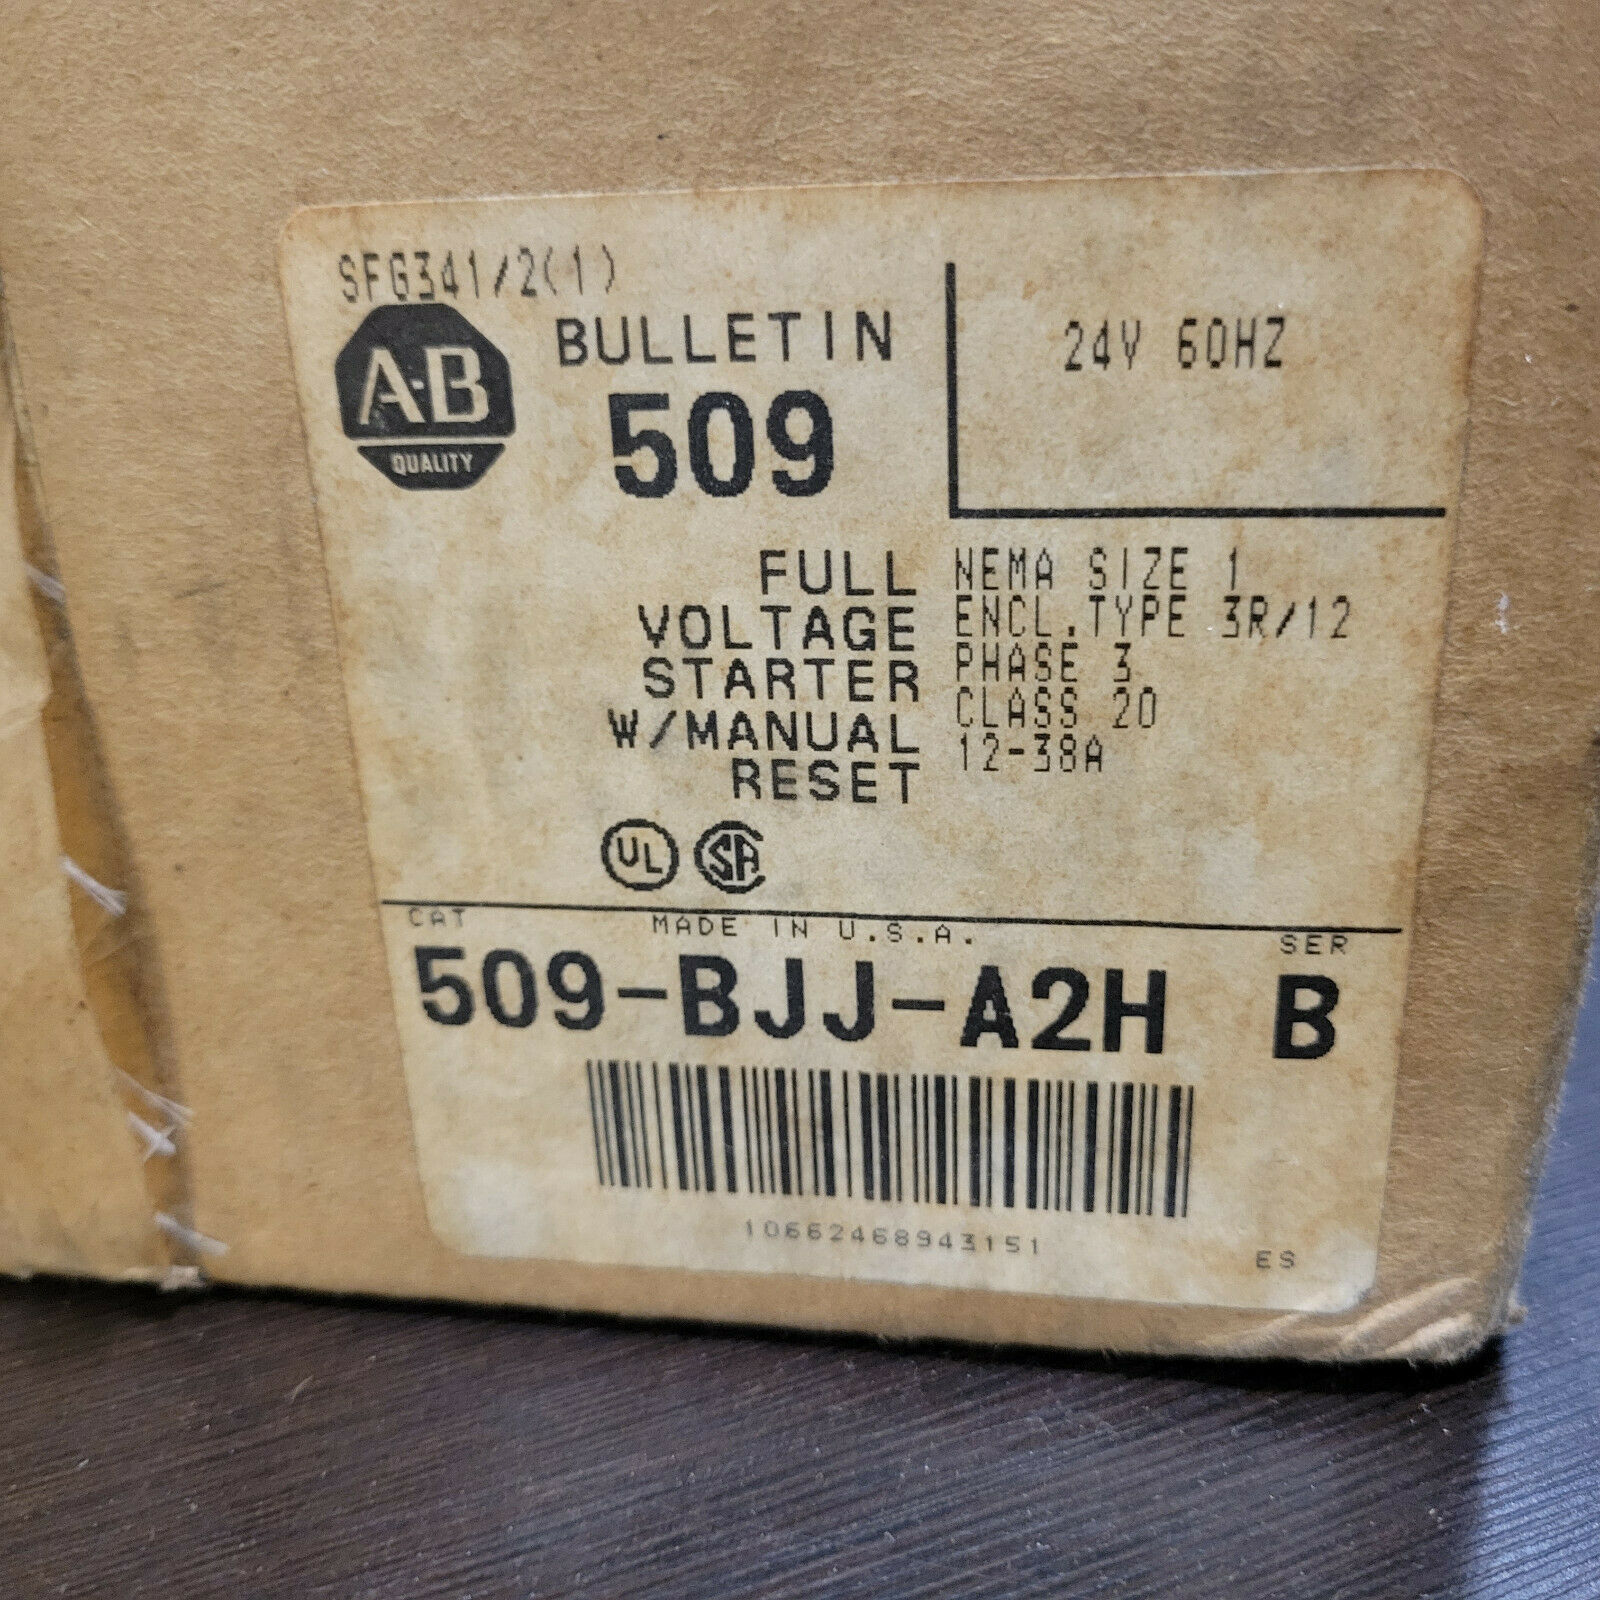 SFG341/2(1)
A-B
QUALITY
BULLETIN
509
24V 60HZ
FULL
VOLTAGE
STARTER
W/MANUAL
RESET
NEMA SIZE 1
ENCL.TYPE 3R/12
PHASE 3
CLASS 20
12-38A
UL SA
CAT MADE IN U.S.A. SER
509-BJJ-A2H B
10662468943151
ES